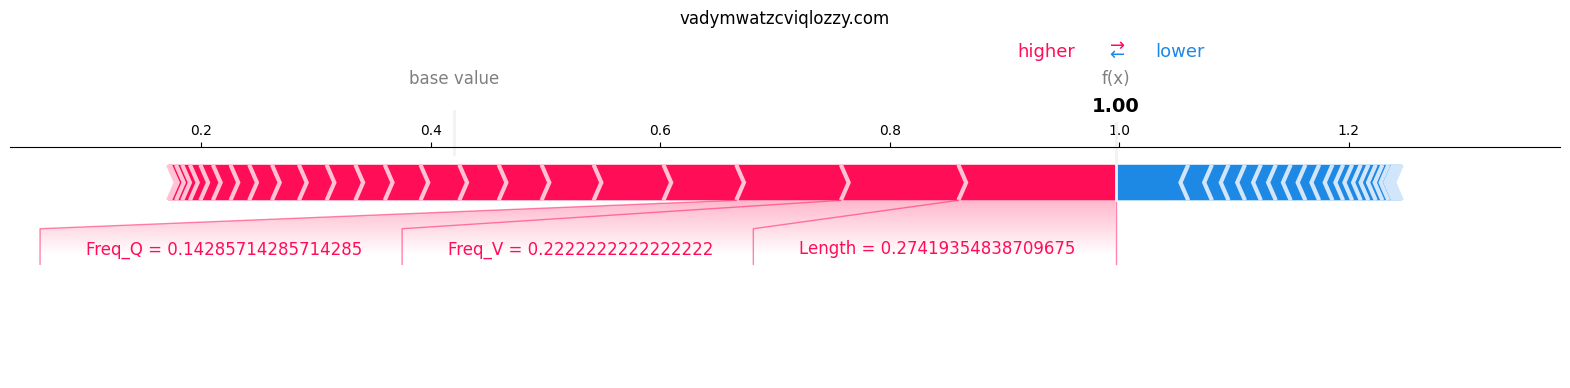 vadymwatzcviqlozzy.com
higher ⇄ lower
base value f(x)
1.00
0.2 0.4 0.6 0.8 1.0 1.2
Freq_Q = 0.14285714285714285 Freq_V = 0.2222222222222222 Length = 0.27419354838709675